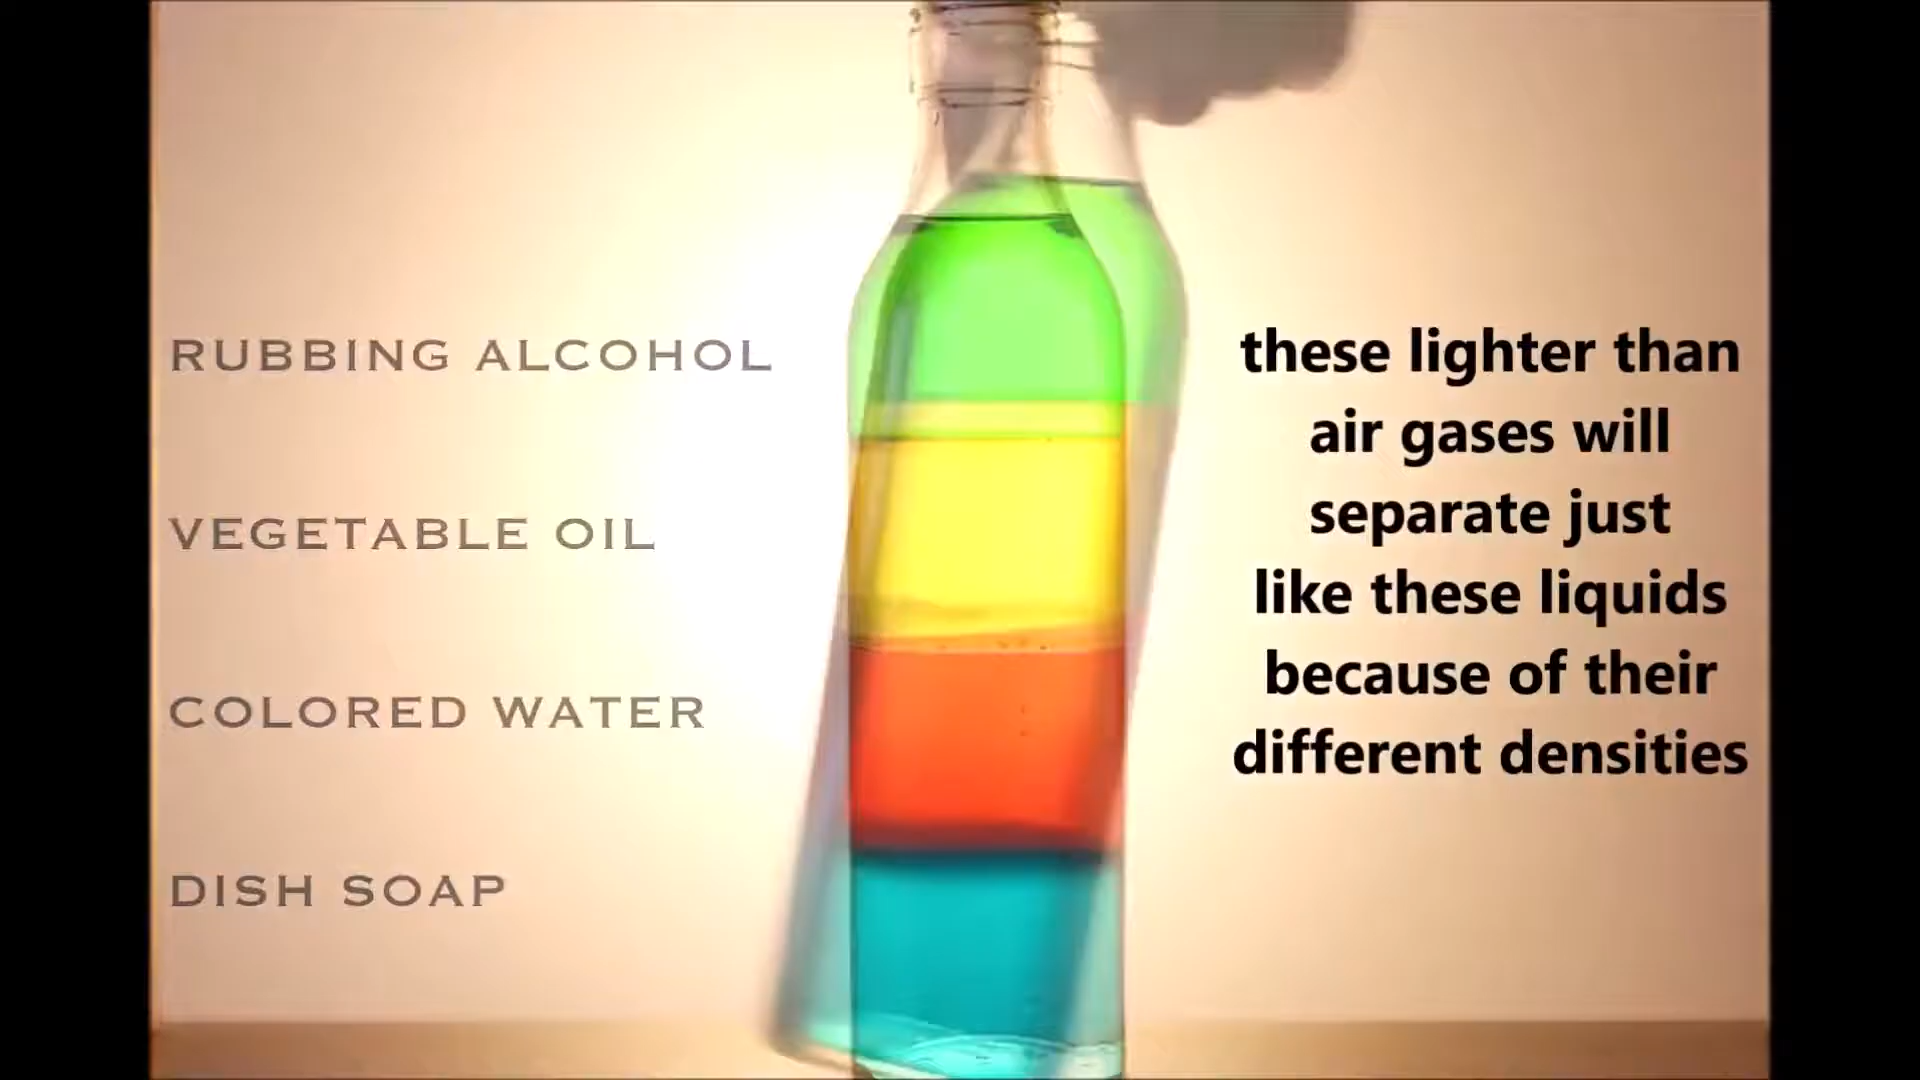 RUBBING ALCOHOL
VEGETABLE OIL
COLORED WATER
DISH SOAP
these lighter than
air gases will
separate just
like these liquids
because of their
different densities